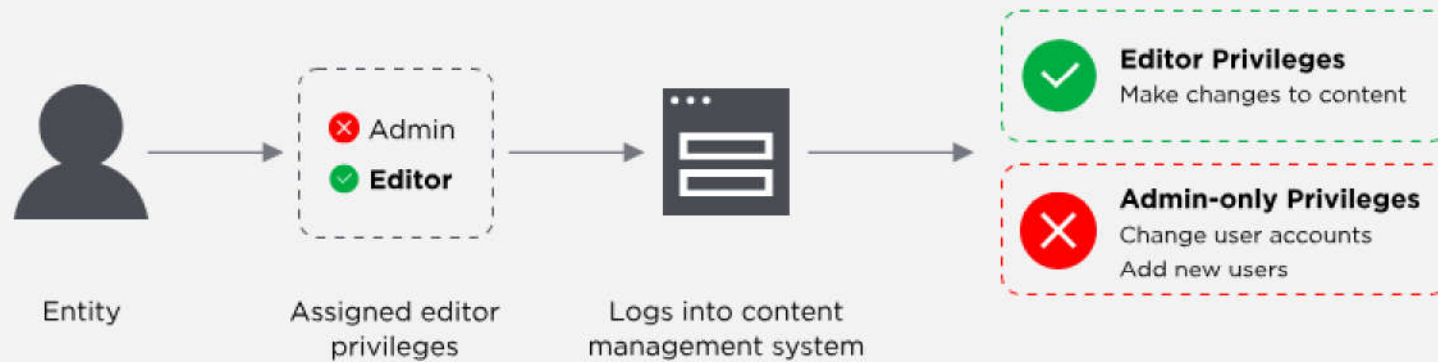 Admin
Editor
Editor Privileges
Make changes to content
Admin-only Privileges
Change user accounts
Add new users
Entity
Assigned editor
privileges
Logs into content
management system